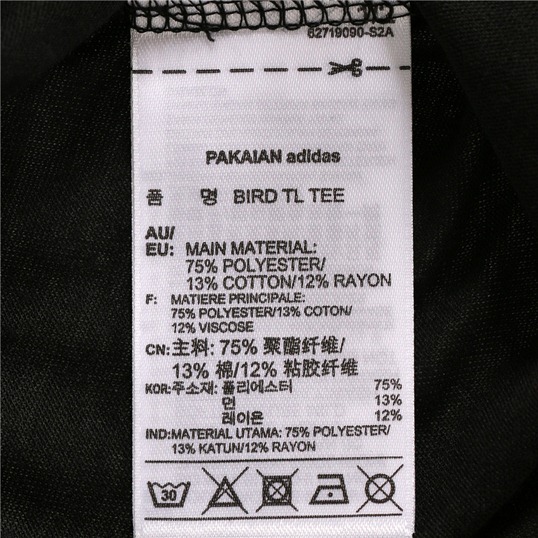 62719090-S2A
PAKAIAN adidas
품 명 BIRD TL TEE
AU/
EU: MAIN MATERIAL:
75% POLYESTER/
13% COTTON/12% RAYON
F: MATIERE PRINCIPALE:
75% POLYESTER/13% COTON/
12% VISCOSE
CN:主料: 75% 聚酯纤维/
13% 棉/12% 粘胶纤维
KOR:주소재: 폴리에스터 75%
면 13%
레이온 12%
IND:MATERIAL UTAMA: 75% POLYESTER/
13% KATUN/12% RAYON
30